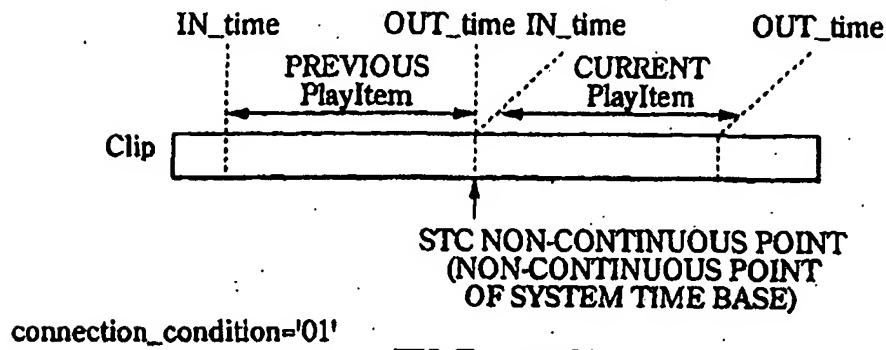 IN_time OUT_time IN_time OUT_time
PREVIOUS PlayItem
CURRENT PlayItem
Clip
STC NON-CONTINUOUS POINT
(NON-CONTINUOUS POINT
OF SYSTEM TIME BASE)
connection_condition='01'